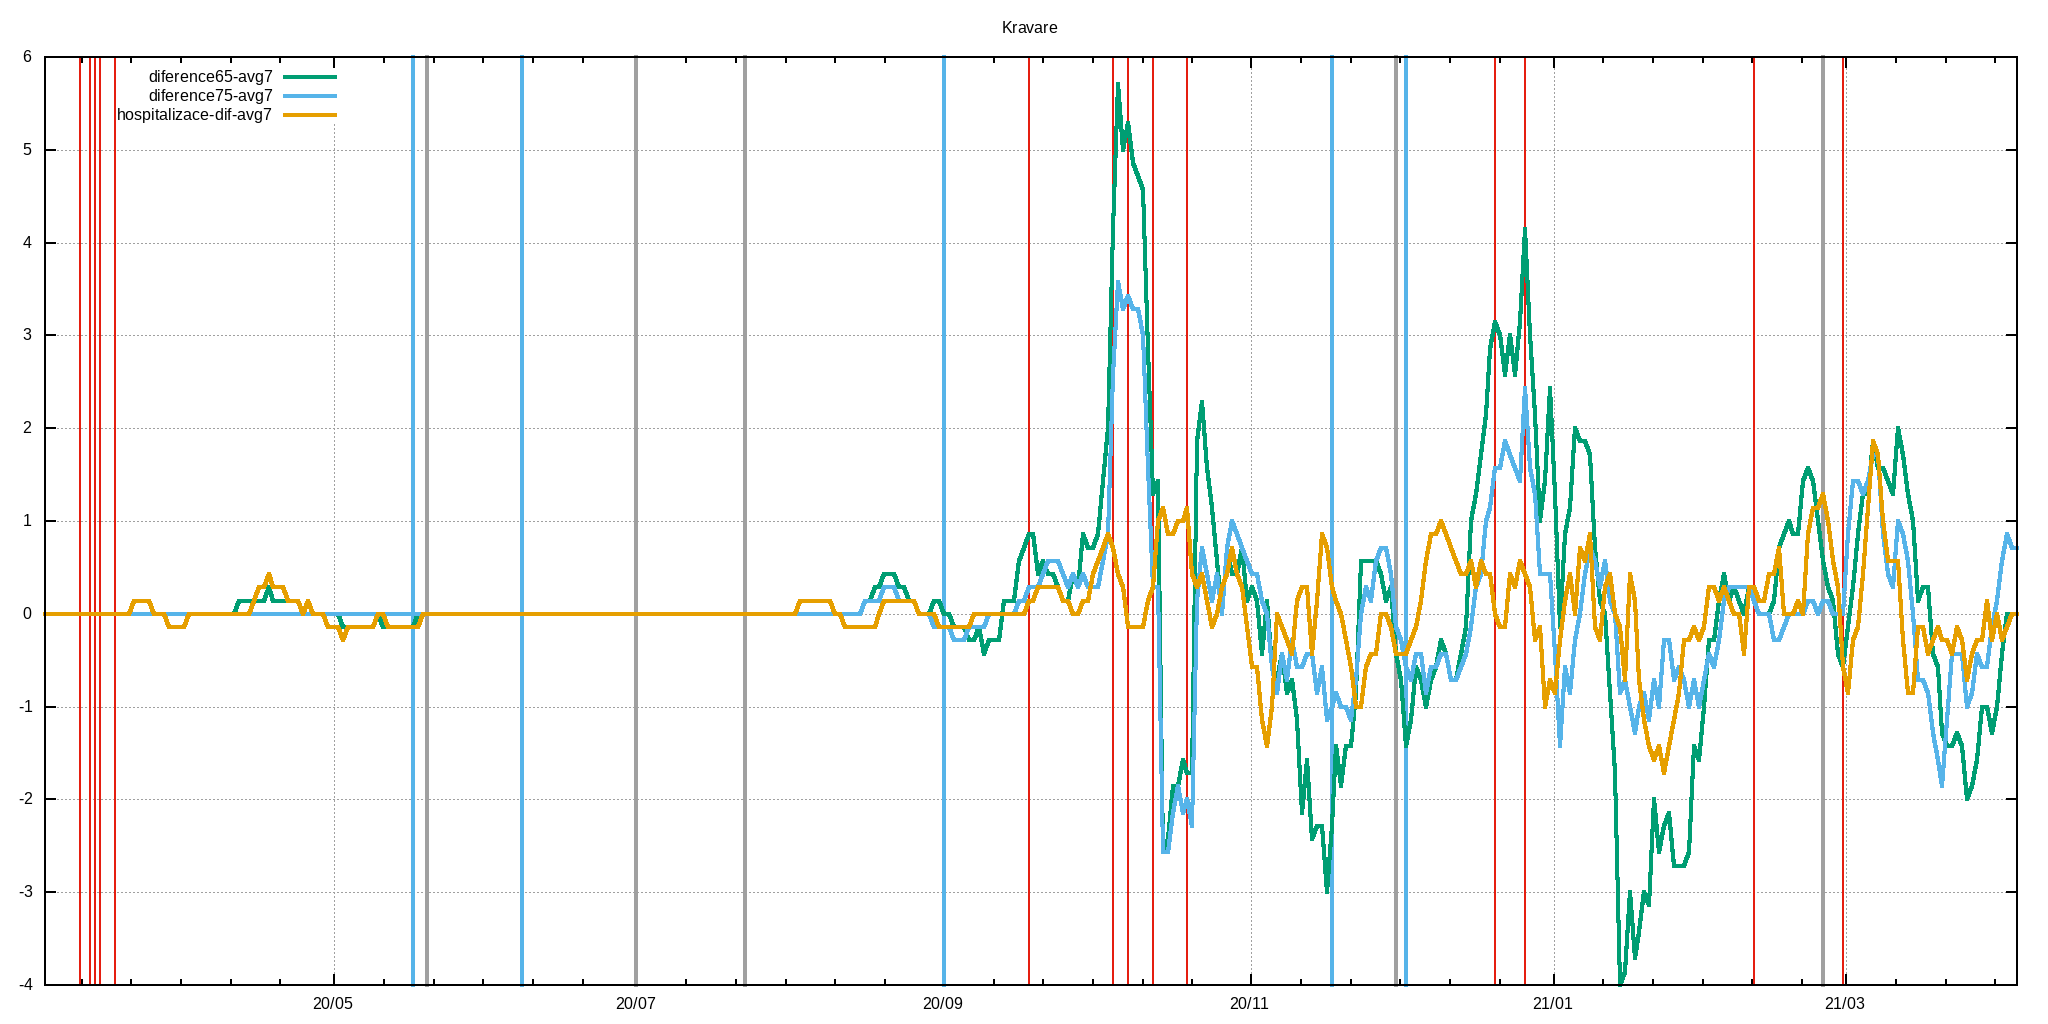 Kravare
6
diference65-avg7
diference75-avg7
hospitalizace-dif-avg7
5
4
3
2
1
0
-1
-2
-3
-4
20/05 20/07 20/09 20/11 21/01 21/03